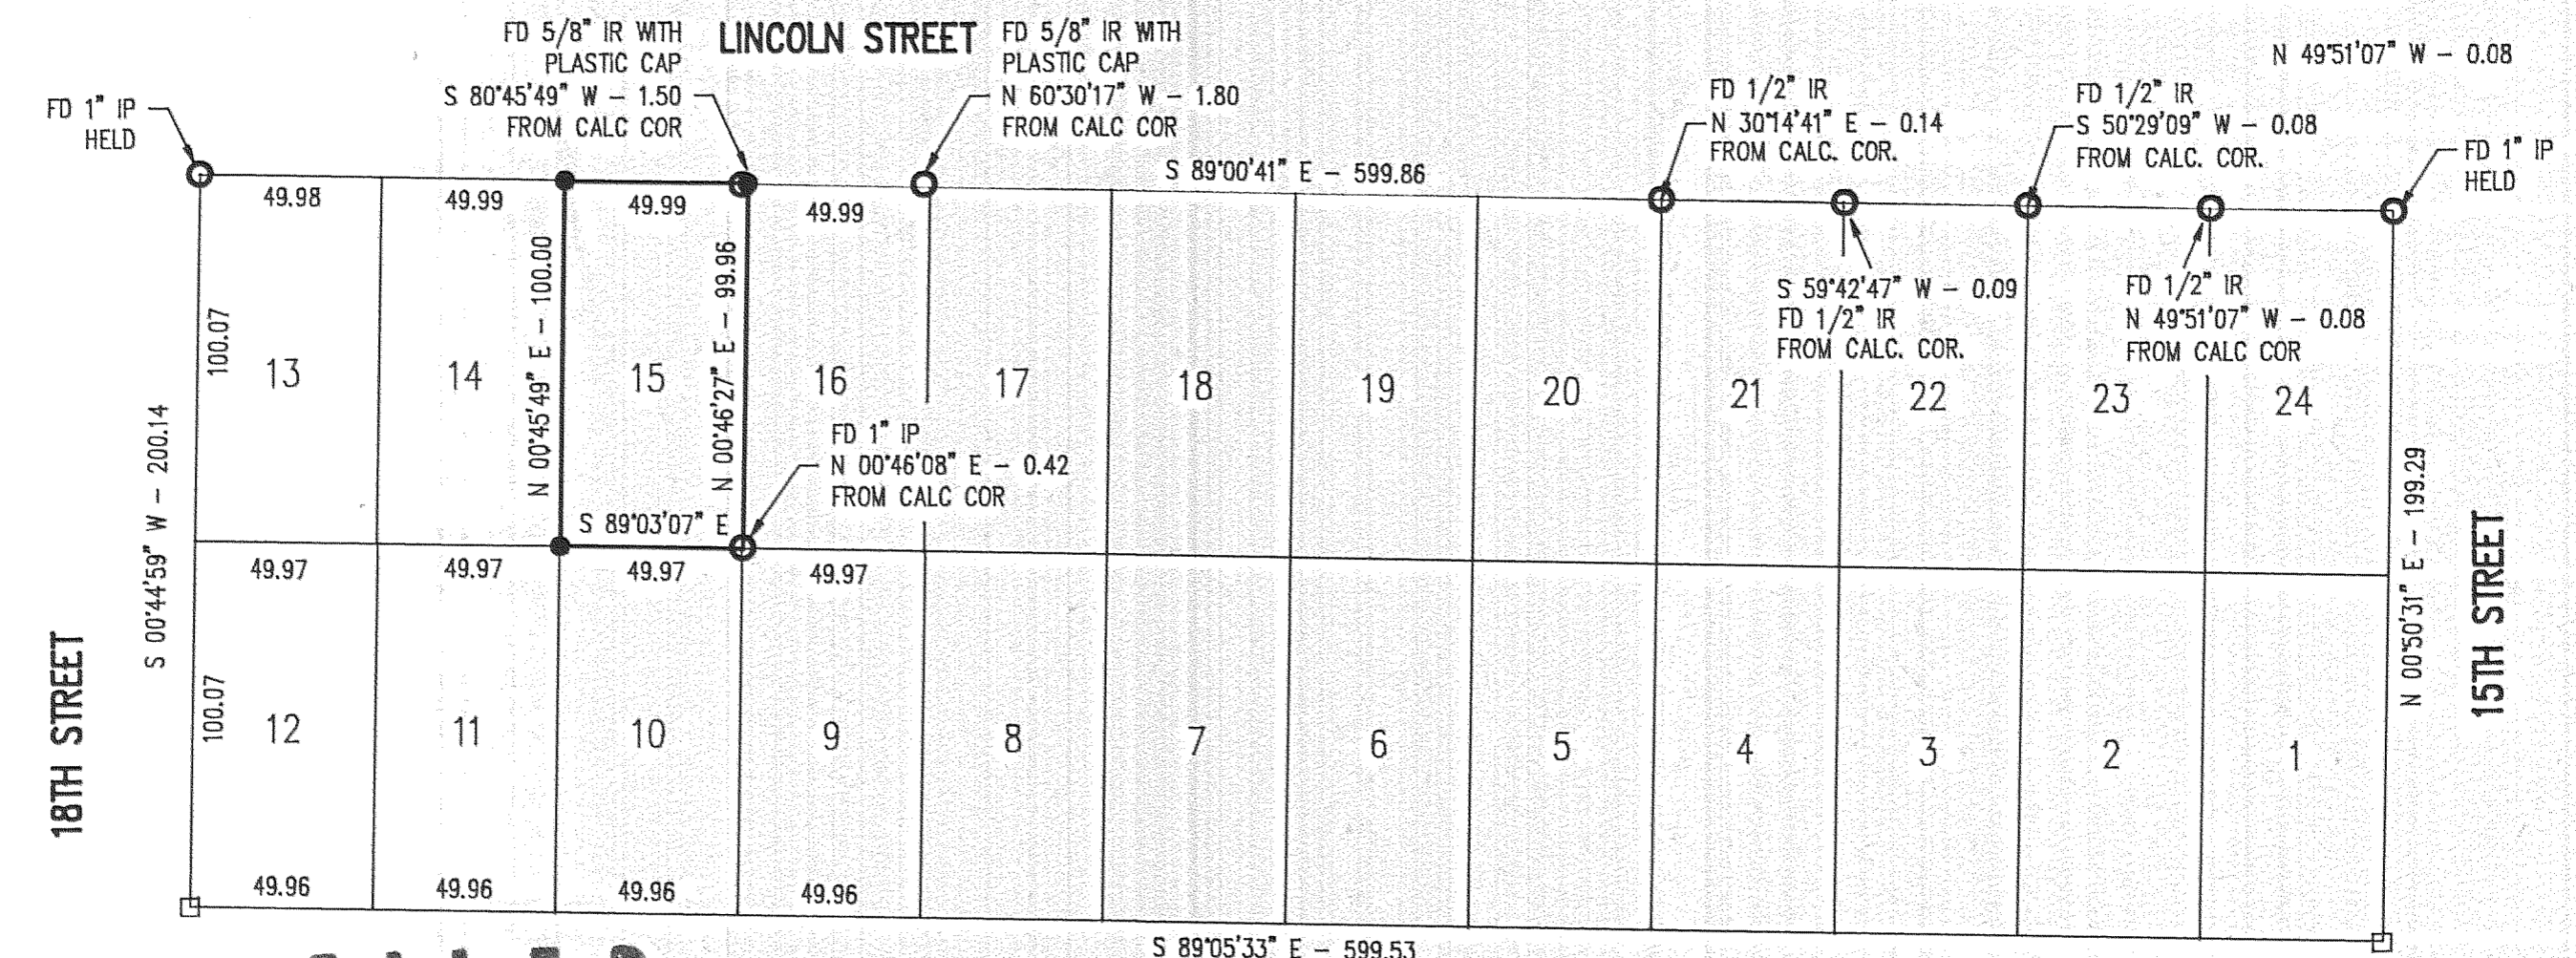 FD 5/8" IR WITH
PLASTIC CAP
S 80°45'49" W – 1.50
FROM CALC COR
LINCOLN STREET
FD 5/8" IR WITH
PLASTIC CAP
N 60°30'17" W – 1.80
FROM CALC COR
N 49°51'07" W – 0.08
FD 1" IP
HELD
FD 1/2" IR
N 30°14'41" E – 0.14
FROM CALC. COR.
FD 1/2" IR
S 50°29'09" W – 0.08
FROM CALC. COR.
FD 1" IP
HELD
S 89°00'41" E – 599.86
49.98
49.99
49.99
49.99
S 59°42'47" W – 0.09
FD 1/2" IR
FROM CALC. COR.
FD 1/2" IR
N 49°51'07" W – 0.08
FROM CALC COR
100.07
N 00°45'49" E – 100.00
N 00°46'27" E – 99.96
13
14
15
16
17
18
19
20
21
22
23
24
FD 1" IP
N 00°46'08" E – 0.42
FROM CALC COR
S 00°44'59" W – 200.14
N 00°50'31" E – 199.29
S 89°03'07" E
49.97
49.97
49.97
49.97
18TH STREET
15TH STREET
100.07
12
11
10
9
8
7
6
5
4
3
2
1
49.96
49.96
49.96
49.96
S 89°05'33" E – 599.53